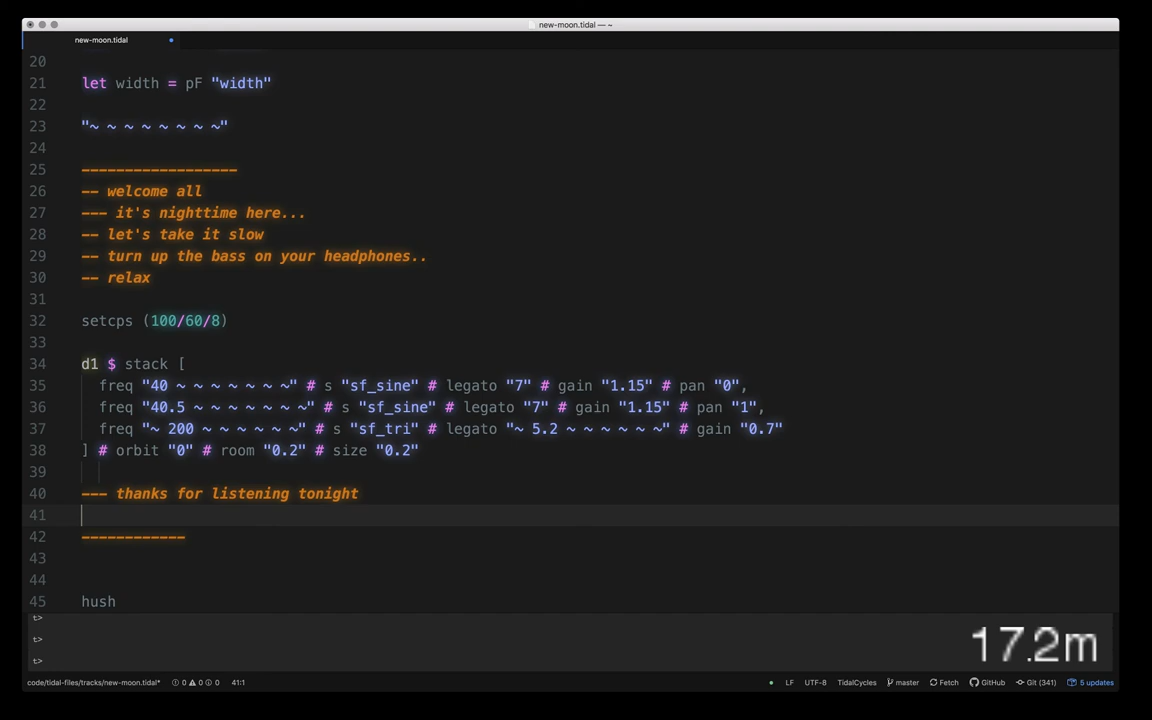 new-moon.tidal — ~
new-moon.tidal
20
21 let width = pF "width"
22
23 "~ ~ ~ ~ ~ ~ ~ ~"
24
25 ------------------
26 -- welcome all
27 --- it's nighttime here...
28 -- let's take it slow
29 -- turn up the bass on your headphones..
30 -- relax
31
32 setcps (100/60/8)
33
34 d1 $ stack [
35 freq "40 ~ ~ ~ ~ ~ ~ ~" # s "sf_sine" # legato "7" # gain "1.15" # pan "0",
36 freq "40.5 ~ ~ ~ ~ ~ ~ ~" # s "sf_sine" # legato "7" # gain "1.15" # pan "1",
37 freq "~ 200 ~ ~ ~ ~ ~ ~" # s "sf_tri" # legato "~ 5.2 ~ ~ ~ ~ ~ ~" # gain "0.7"
38 ] # orbit "0" # room "0.2" # size "0.2"
39
40 --- thanks for listening tonight
41
42 ------------
43
44
45 hush
t>
t>
t>
17.2m
code/tidal-files/tracks/new-moon.tidal* 0 0 0 41:1 LF UTF-8 TidalCycles master Fetch GitHub Git (341) 5 updates